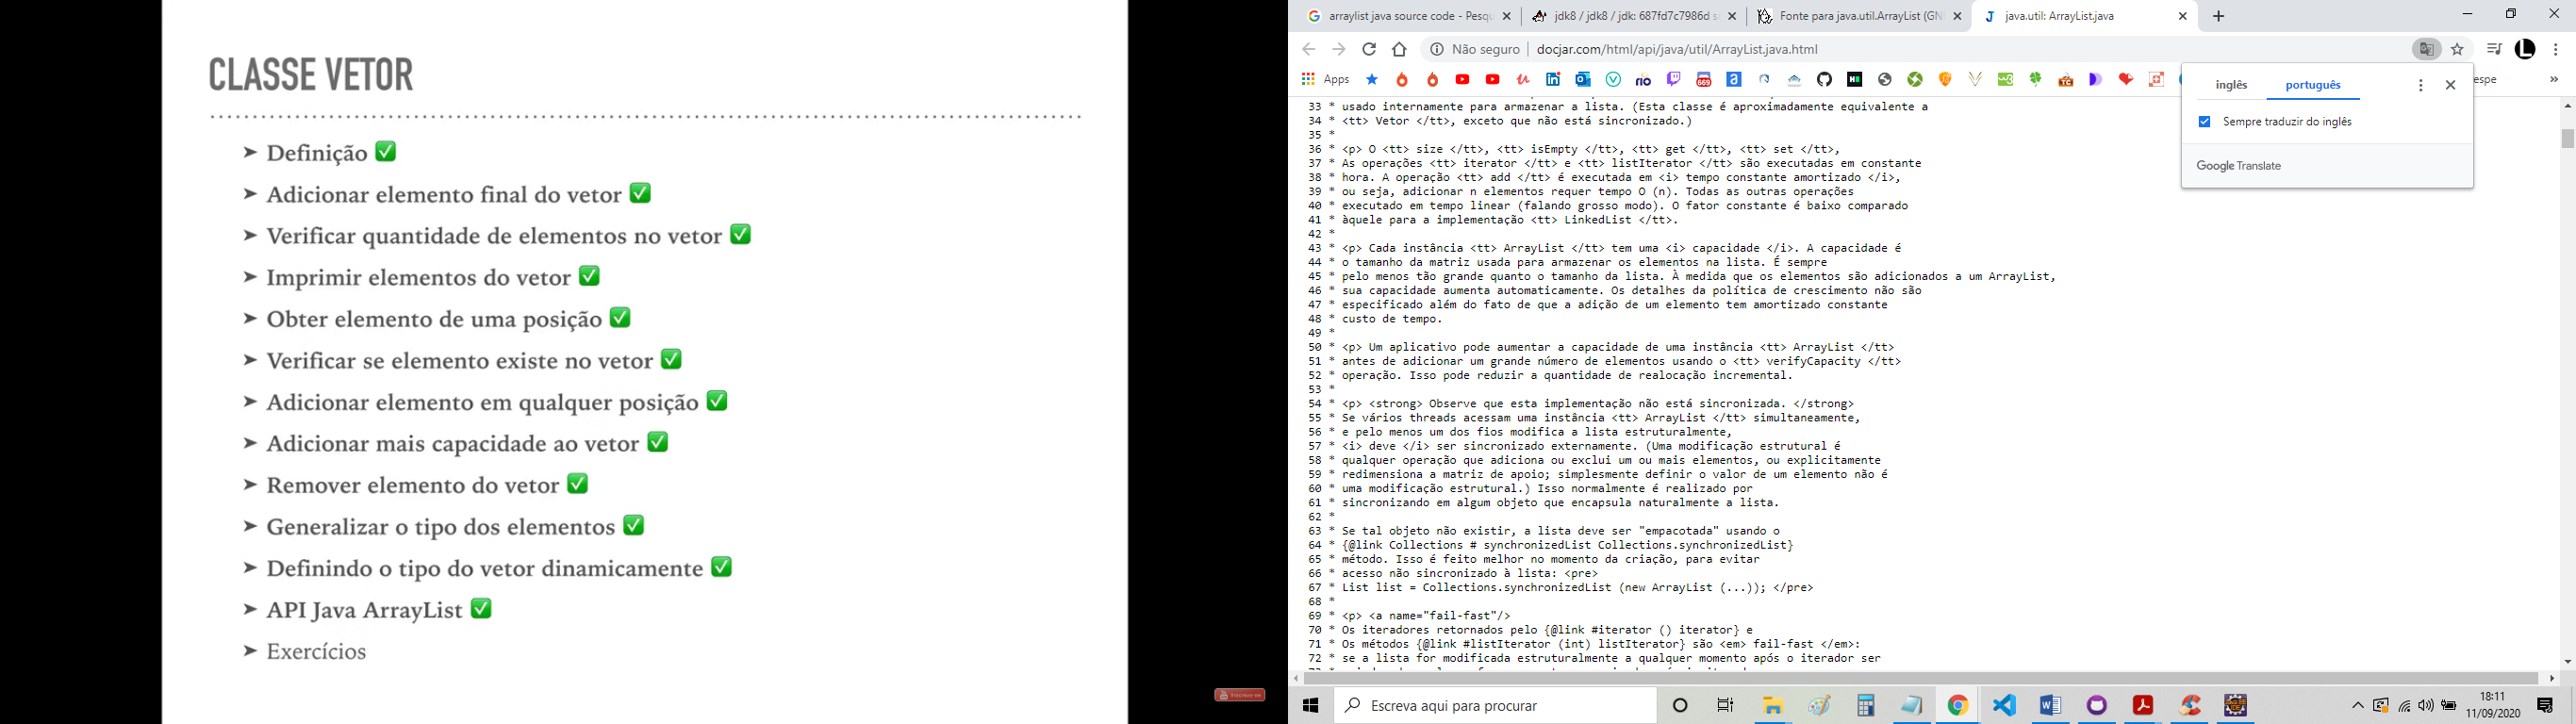 CLASSE VETOR
➤ Definição ✅
➤ Adicionar elemento final do vetor ✅
➤ Verificar quantidade de elementos no vetor ✅
➤ Imprimir elementos do vetor ✅
➤ Obter elemento de uma posição ✅
➤ Verificar se elemento existe no vetor ✅
➤ Adicionar elemento em qualquer posição ✅
➤ Adicionar mais capacidade ao vetor ✅
➤ Remover elemento do vetor ✅
➤ Generalizar o tipo dos elementos ✅
➤ Definindo o tipo do vetor dinamicamente ✅
➤ API Java ArrayList ✅
➤ Exercícios
arraylist java source code - Pesqu
jdk8 / jdk8 / jdk: 687fd7c7986d s
Fonte para java.util.ArrayList (GN
java.util: ArrayList.java
Não seguro | docjar.com/html/api/java/util/ArrayList.java.html
Apps
espe
inglês português
Sempre traduzir do inglês
Google Translate
33 * usado internamente para armazenar a lista. (Esta classe é aproximadamente equivalente a
34 * <tt> Vetor </tt>, exceto que não está sincronizado.)
35 *
36 * <p> O <tt> size </tt>, <tt> isEmpty </tt>, <tt> get </tt>, <tt> set </tt>,
37 * As operações <tt> iterator </tt> e <tt> listIterator </tt> são executadas em constante
38 * hora. A operação <tt> add </tt> é executada em <i> tempo constante amortizado </i>,
39 * ou seja, adicionar n elementos requer tempo O (n). Todas as outras operações
40 * executado em tempo linear (falando grosso modo). O fator constante é baixo comparado
41 * àquele para a implementação <tt> LinkedList </tt>.
42 *
43 * <p> Cada instância <tt> ArrayList </tt> tem uma <i> capacidade </i>. A capacidade é
44 * o tamanho da matriz usada para armazenar os elementos na lista. É sempre
45 * pelo menos tão grande quanto o tamanho da lista. À medida que os elementos são adicionados a um ArrayList,
46 * sua capacidade aumenta automaticamente. Os detalhes da política de crescimento não são
47 * especificado além do fato de que a adição de um elemento tem amortizado constante
48 * custo de tempo.
49 *
50 * <p> Um aplicativo pode aumentar a capacidade de uma instância <tt> ArrayList </tt>
51 * antes de adicionar um grande número de elementos usando o <tt> verifyCapacity </tt>
52 * operação. Isso pode reduzir a quantidade de realocação incremental.
53 *
54 * <p> <strong> Observe que esta implementação não está sincronizada. </strong>
55 * Se vários threads acessam uma instância <tt> ArrayList </tt> simultaneamente,
56 * e pelo menos um dos fios modifica a lista estruturalmente,
57 * <i> deve </i> ser sincronizado externamente. (Uma modificação estrutural é
58 * qualquer operação que adiciona ou exclui um ou mais elementos, ou explicitamente
59 * redimensiona a matriz de apoio; simplesmente definir o valor de um elemento não é
60 * uma modificação estrutural.) Isso normalmente é realizado por
61 * sincronizando em algum objeto que encapsula naturalmente a lista.
62 *
63 * Se tal objeto não existir, a lista deve ser "empacotada" usando o
64 * {@link Collections # synchronizedList Collections.synchronizedList}
65 * método. Isso é feito melhor no momento da criação, para evitar
66 * acesso não sincronizado à lista: <pre>
67 * List list = Collections.synchronizedList (new ArrayList (...)); </pre>
68 *
69 * <p> <a name="fail-fast"/>
70 * Os iteradores retornados pelo {@link #iterator () iterator} e
71 * Os métodos {@link #listIterator (int) listIterator} são <em> fail-fast </em>:
72 * se a lista for modificada estruturalmente a qualquer momento após o iterador ser
Escreva aqui para procurar
18:11
11/09/2020